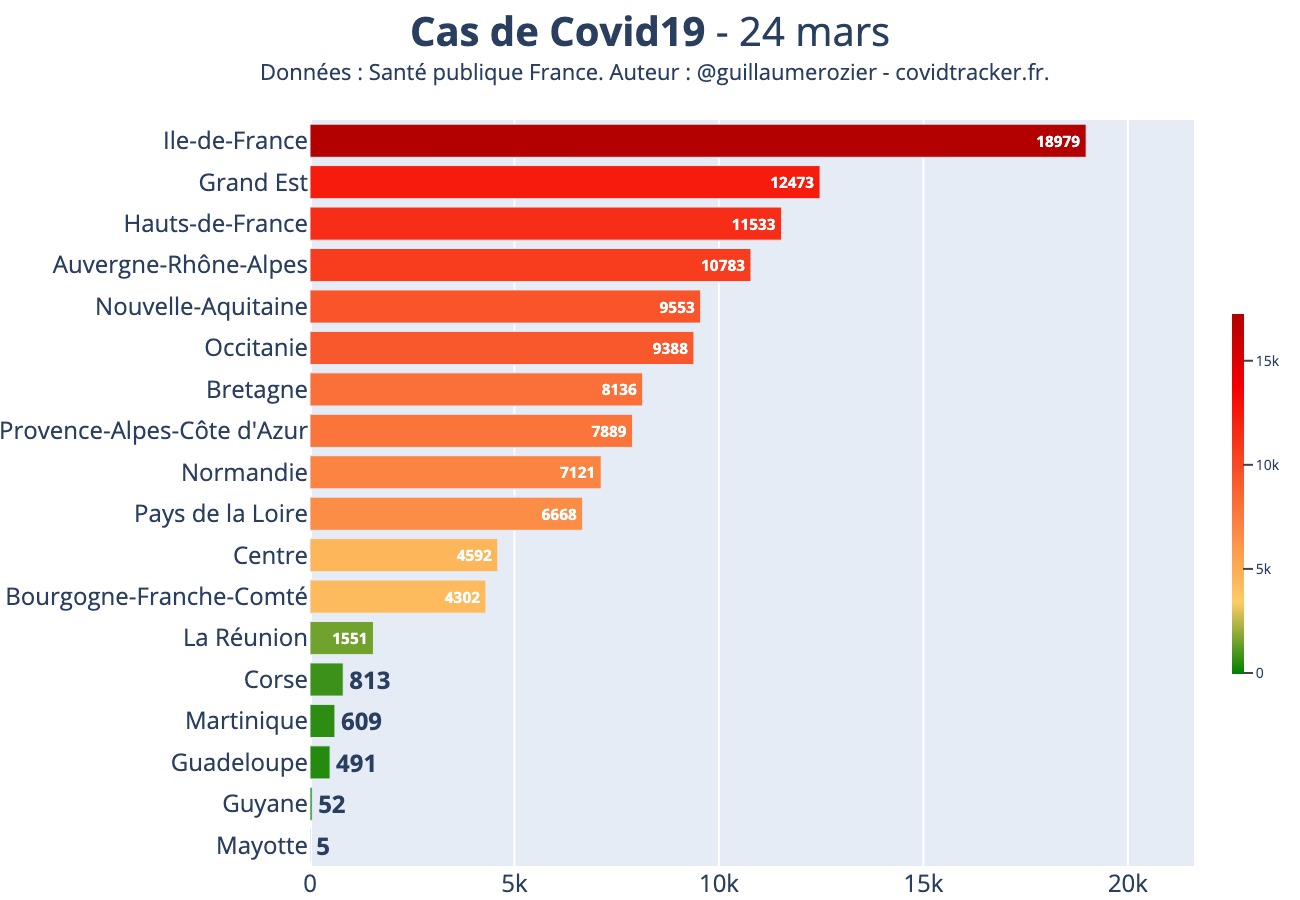 Cas de Covid19 - 24 mars
Données : Santé publique France. Auteur : @guillaumerozier - covidtracker.fr.
Ile-de-France 18979
Grand Est 12473
Hauts-de-France 11533
Auvergne-Rhône-Alpes 10783
Nouvelle-Aquitaine 9553
Occitanie 9388
Bretagne 8136
Provence-Alpes-Côte d'Azur 7889
Normandie 7121
Pays de la Loire 6668
Centre 4592
Bourgogne-Franche-Comté 4302
La Réunion 1551
Corse 813
Martinique 609
Guadeloupe 491
Guyane 52
Mayotte 5
0 5k 10k 15k 20k
15k
10k
5k
0